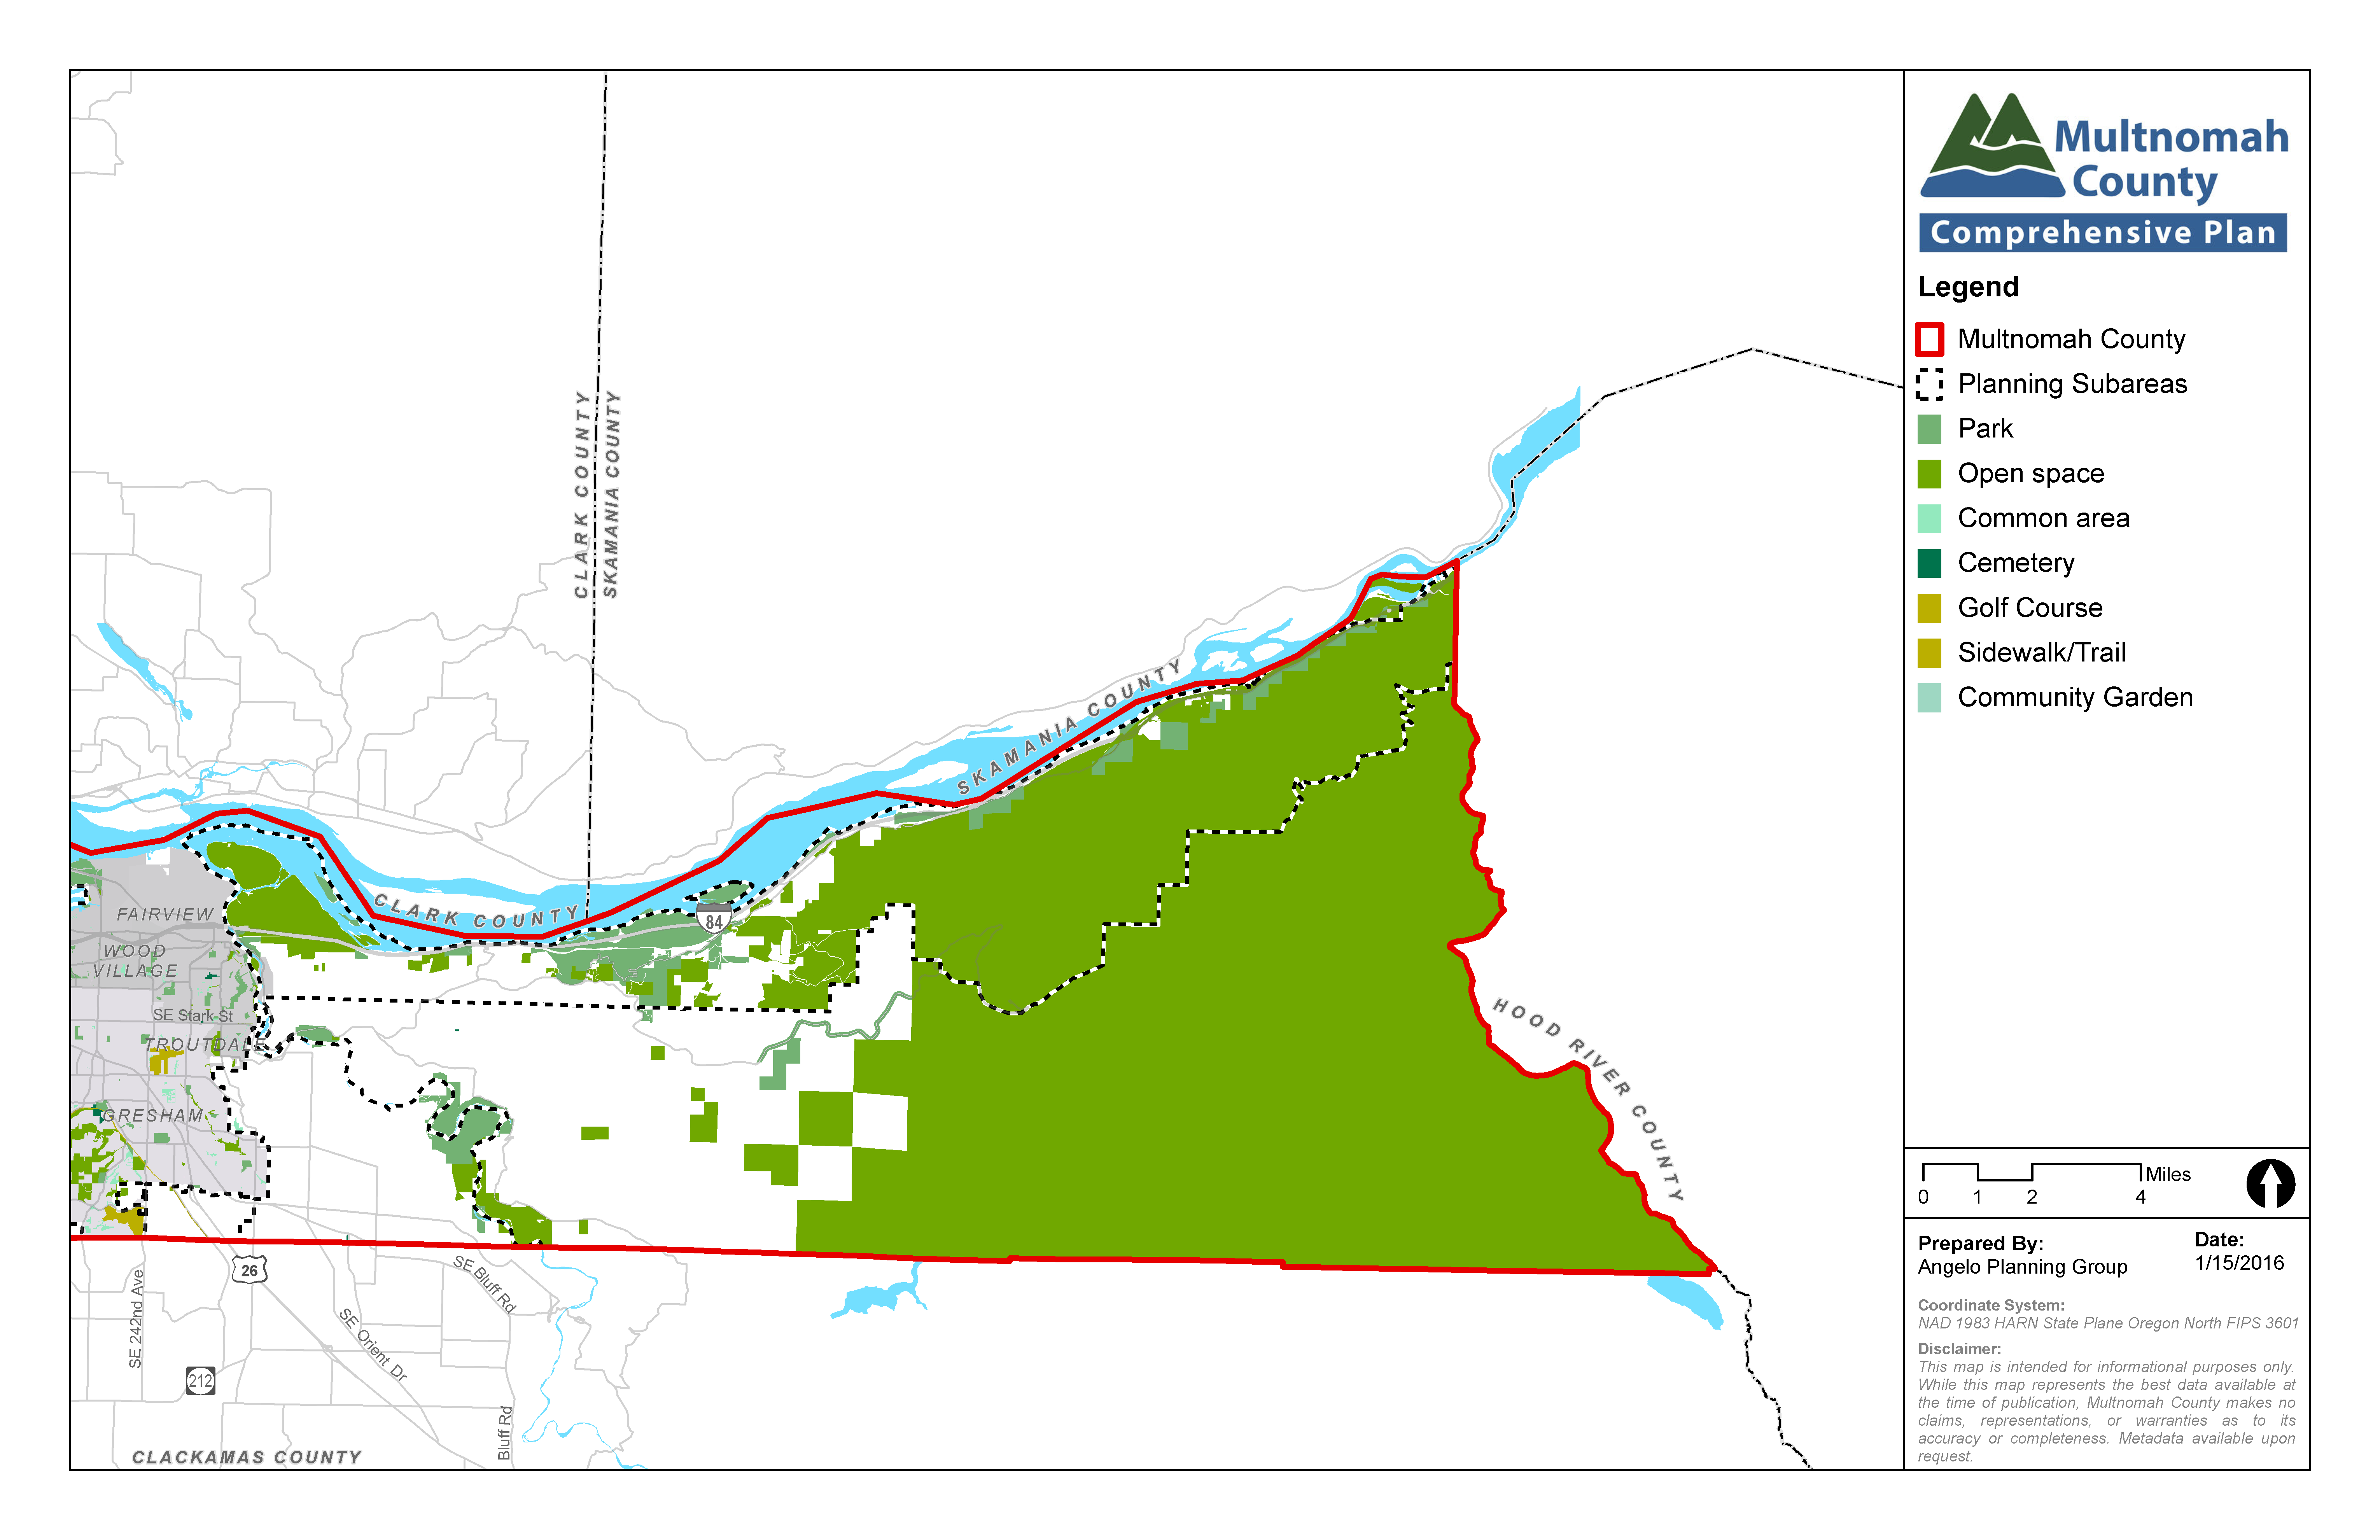 Multnomah
County
Comprehensive Plan
Legend
Multnomah County
Planning Subareas
Park
Open space
Common area
Cemetery
Golf Course
Sidewalk/Trail
Community Garden
CLARK COUNTY
SKAMANIA COUNTY
SKAMANIA COUNTY
CLARK COUNTY
84
FAIRVIEW
WOOD
VILLAGE
SE Stark St
TROUTDALE
GRESHAM
HOOD RIVER COUNTY
26
SE 242nd Ave
212
SE Orient Dr
SE Bluff Rd
Bluff Rd
CLACKAMAS COUNTY
Miles
0 1 2 4
Prepared By:
Angelo Planning Group
Date:
1/15/2016
Coordinate System:
NAD 1983 HARN State Plane Oregon North FIPS 3601
Disclaimer:
This map is intended for informational purposes only.
While this map represents the best data available at
the time of publication, Multnomah County makes no
claims, representations, or warranties as to its
accuracy or completeness. Metadata available upon
request.